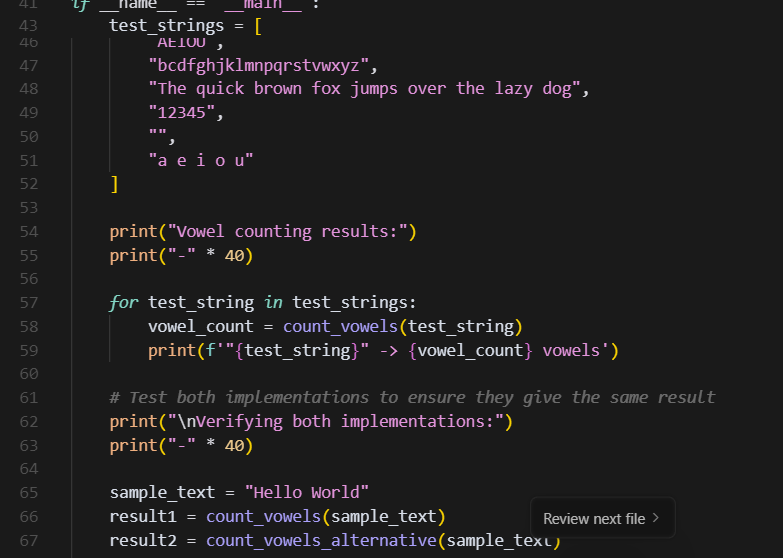 41 if __name__ == "__main__":
43 test_strings = [
46 "AEIOU",
47 "bcdfghjklmnpqrstvwxyz",
48 "The quick brown fox jumps over the lazy dog",
49 "12345",
50 "",
51 "a e i o u"
52 ]
53
54 print("Vowel counting results:")
55 print("-" * 40)
56
57 for test_string in test_strings:
58 vowel_count = count_vowels(test_string)
59 print(f'"{test_string}" -> {vowel_count} vowels')
60
61 # Test both implementations to ensure they give the same result
62 print("\nVerifying both implementations:")
63 print("-" * 40)
64
65 sample_text = "Hello World"
66 result1 = count_vowels(sample_text)
Review next file >
67 result2 = count_vowels_alternative(sample_text)